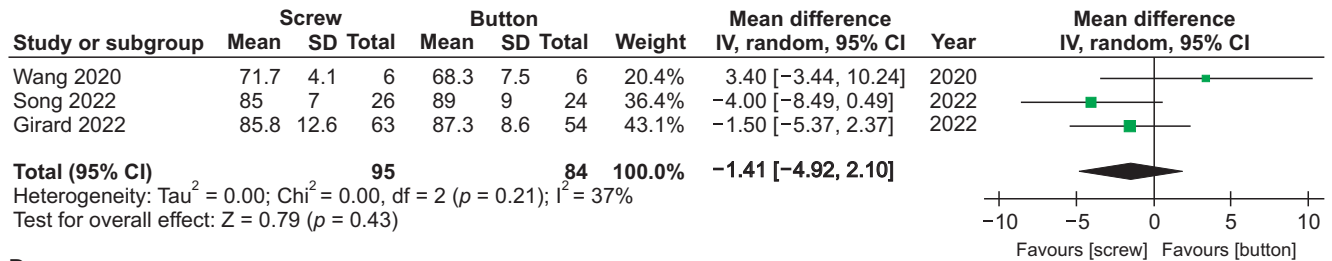 Screw Button Mean difference Mean difference
Study or subgroup Mean SD Total Mean SD Total Weight IV, random, 95% CI Year IV, random, 95% CI
Wang 2020 71.7 4.1 6 68.3 7.5 6 20.4% 3.40 [−3.44, 10.24] 2020
Song 2022 85 7 26 89 9 24 36.4% −4.00 [−8.49, 0.49] 2022
Girard 2022 85.8 12.6 63 87.3 8.6 54 43.1% −1.50 [−5.37, 2.37] 2022
Total (95% CI) 95 84 100.0% −1.41 [−4.92, 2.10]
Heterogeneity: Tau² = 0.00; Chi² = 0.00, df = 2 (p = 0.21); I² = 37%
Test for overall effect: Z = 0.79 (p = 0.43)
−10 −5 0 5 10
Favours [screw] Favours [button]